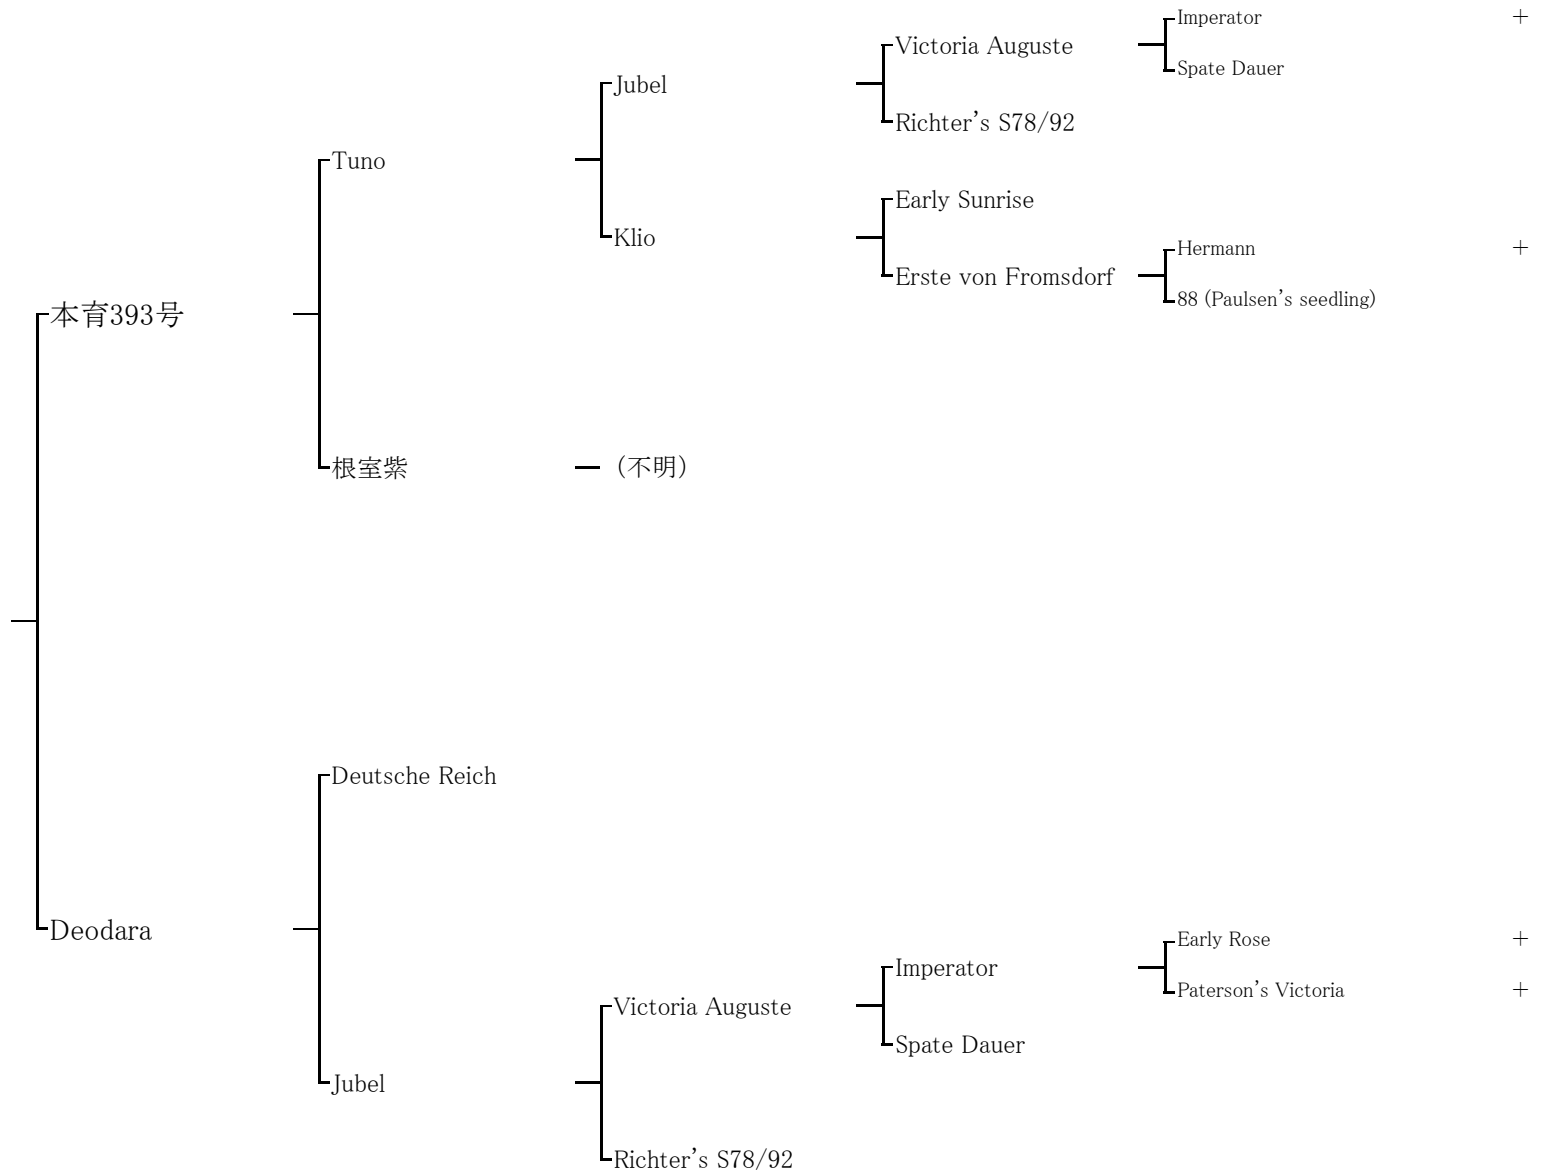 Imperator +
Victoria Auguste
Spate Dauer
Jubel
Richter's S78/92
Tuno
Early Sunrise
Klio
Hermann +
Erste von Fromsdorf
88 (Paulsen's seedling)
本育393号
根室紫
(不明)
Deutsche Reich
Deodara
Early Rose +
Imperator
Paterson's Victoria +
Victoria Auguste
Spate Dauer
Jubel
Richter's S78/92